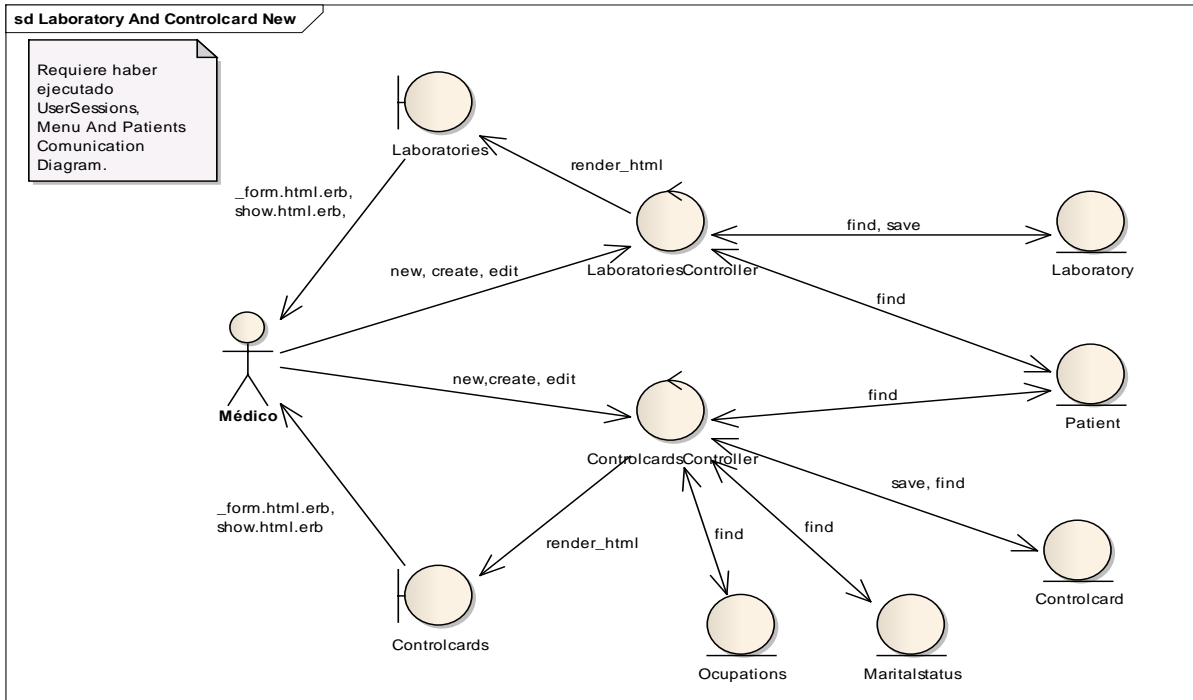 sd Laboratory And Controlcard New
Requiere haber
ejecutado
UserSessions,
Menu And Patients
Comunication
Diagram.
Laboratories
render_html
_form.html.erb,
show.html.erb,
LaboratoriesController
find, save
Laboratory
new, create, edit
find
Médico
new,create, edit
find
Patient
ControlcardsController
save, find
_form.html.erb,
show.html.erb
render_html
find
find
Controlcard
Controlcards
Ocupations
Maritalstatus